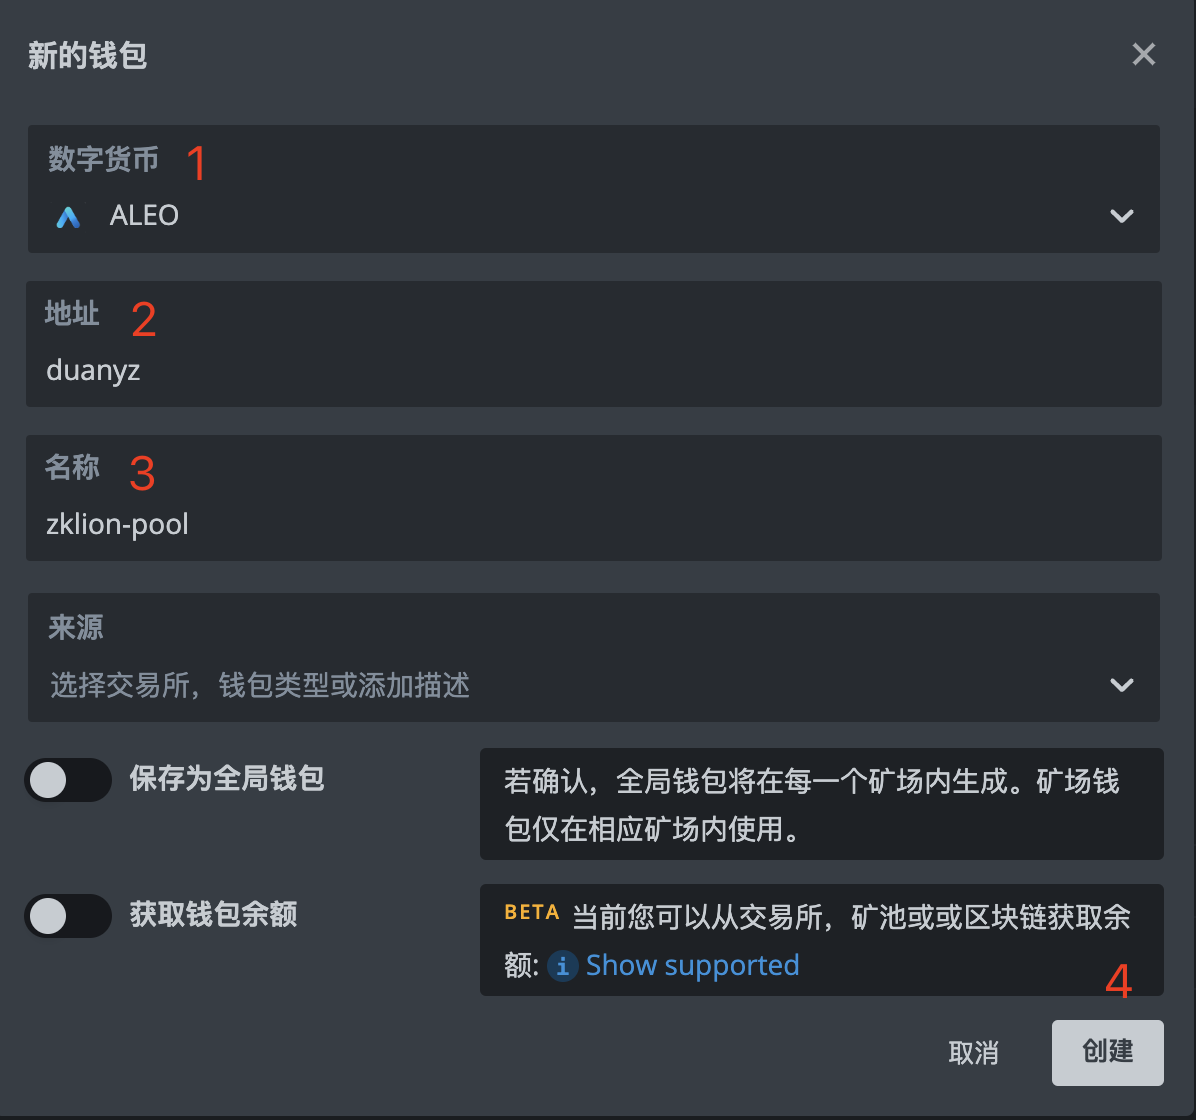 新的钱包
数字货币 1
ALEO
地址 2
duanyz
名称 3
zklion-pool
来源
选择交易所，钱包类型或添加描述
保存为全局钱包
若确认，全局钱包将在每一个矿场内生成。矿场钱
包仅在相应矿场内使用。
获取钱包余额
BETA 当前您可以从交易所，矿池或或区块链获取余
额: i Show supported
4
取消
创建